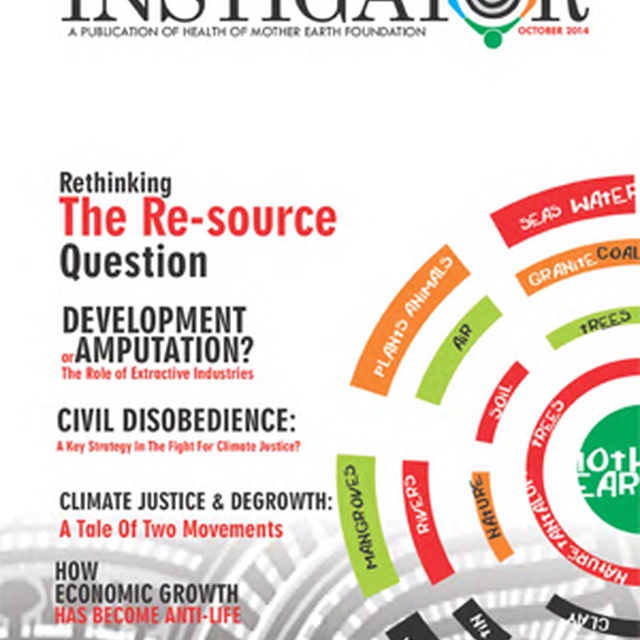 INSTIGATOR
A PUBLICATION OF HEALTH OF MOTHER EARTH FOUNDATION
OCTOBER 2014
Rethinking
The Re-source
Question
DEVELOPMENT
or AMPUTATION?
The Role of Extractive Industries
CIVIL DISOBEDIENCE:
A Key Strategy In The Fight For Climate Justice?
CLIMATE JUSTICE & DEGROWTH:
A Tale Of Two Movements
HOW
ECONOMIC GROWTH
HAS BECOME ANTI-LIFE
SEAS WATER
GRANITE COAL
PLANTS ANIMALS
AIR
TREES
SOIL
TREES
MANGROVES
RIVERS
NATURE
NATURE
CLAY